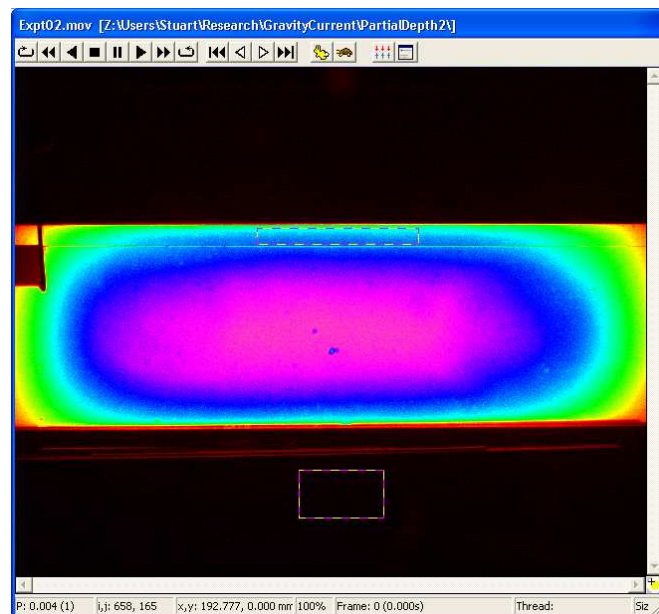 Expt02.mov [Z:\Users\Stuart\Research\GravityCurrent\PartialDepth2\]
P: 0.004 (1) i,j: 658, 165 x,y: 192.777, 0.000 mm 100% Frame: 0 (0.000s) Thread: Siz